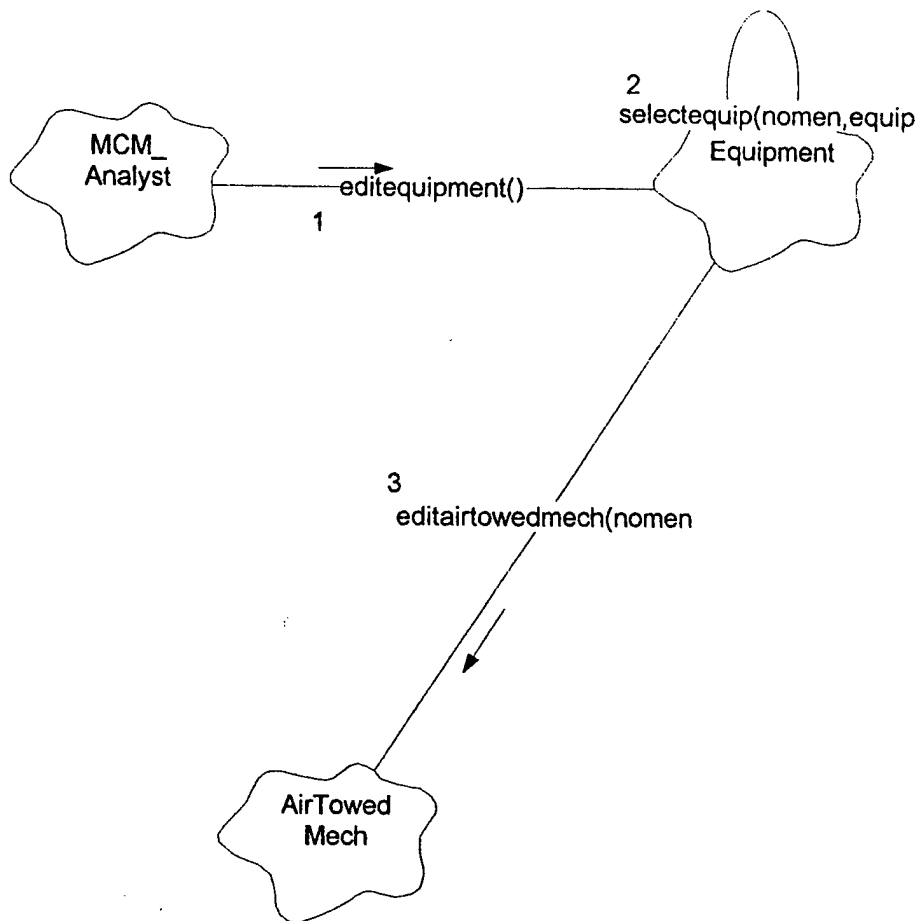 2
selectequip(nomen,equip
Equipment
MCM_
Analyst
editequipment()
1
3
editairtowedmech(nomen
AirTowed
Mech